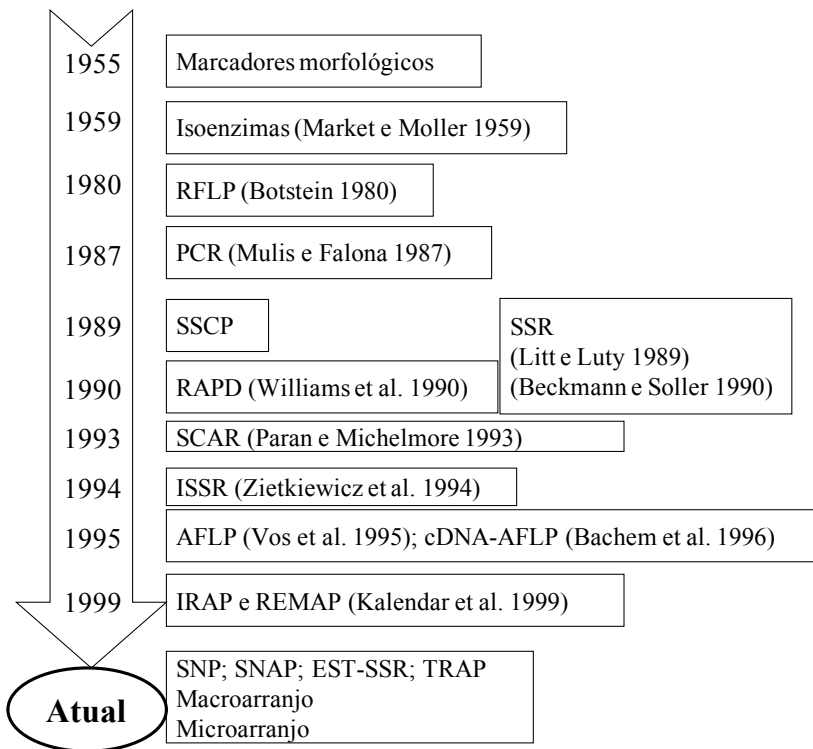 1955 Marcadores morfológicos
1959 Isoenzimas (Market e Moller 1959)
1980 RFLP (Botstein 1980)
1987 PCR (Mulis e Falona 1987)
1989 SSCP
SSR
(Litt e Luty 1989)
(Beckmann e Soller 1990)
1990 RAPD (Williams et al. 1990)
1993 SCAR (Paran e Michelmore 1993)
1994 ISSR (Zietkiewicz et al. 1994)
1995 AFLP (Vos et al. 1995); cDNA-AFLP (Bachem et al. 1996)
1999 IRAP e REMAP (Kalendar et al. 1999)
Atual
SNP; SNAP; EST-SSR; TRAP
Macroarranjo
Microarranjo